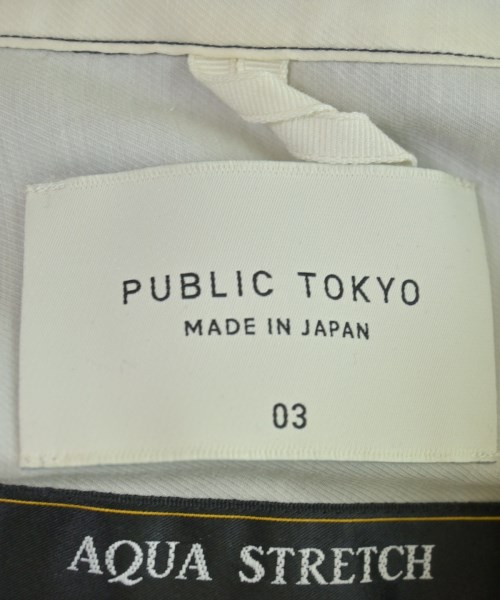 PUBLIC TOKYO
MADE IN JAPAN
03
AQUA STRETCH